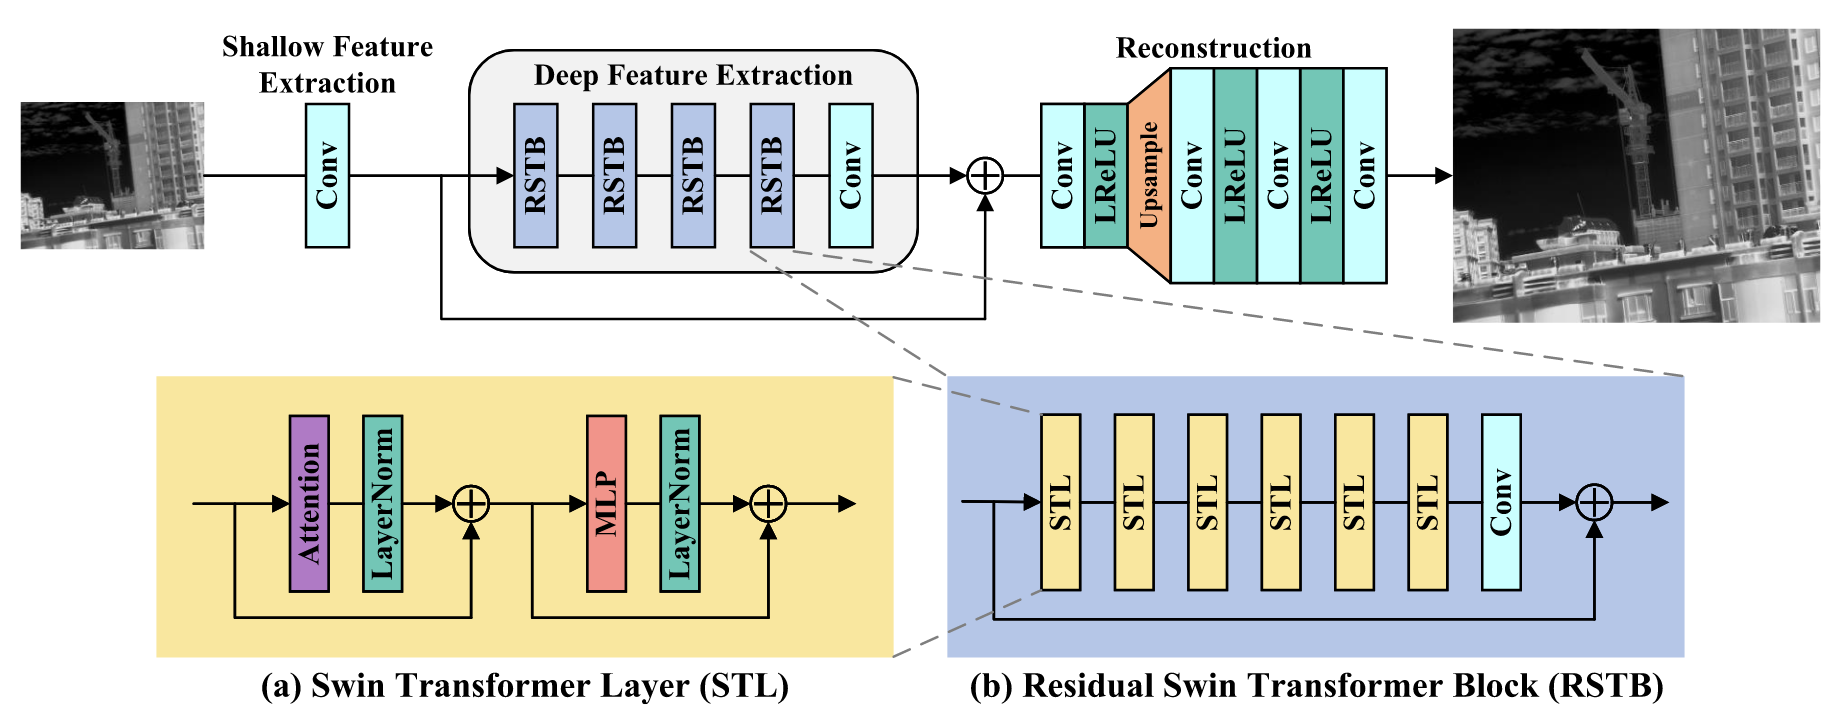 Shallow Feature
Extraction
Conv
Deep Feature Extraction
RSTB
RSTB
RSTB
RSTB
Conv
Reconstruction
Conv
LReLU
Upsample
Conv
LReLU
Conv
LReLU
Conv
Attention
LayerNorm
MLP
LayerNorm
(a) Swin Transformer Layer (STL)
STL
STL
STL
STL
STL
STL
Conv
(b) Residual Swin Transformer Block (RSTB)